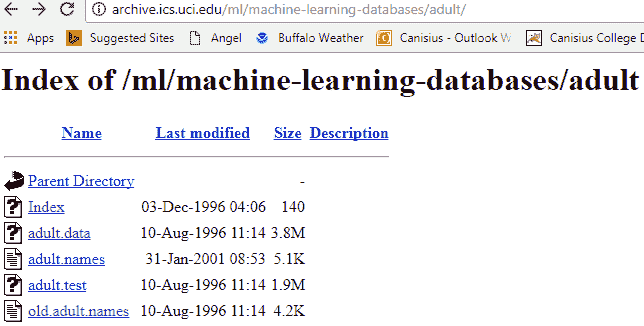 archive.ics.uci.edu/ml/machine-learning-databases/adult/
Apps Suggested Sites Angel Buffalo Weather Canisius - Outlook Canisius College
Index of /ml/machine-learning-databases/adult
Name Last modified Size Description
Parent Directory -
Index 03-Dec-1996 04:06 140
adult.data 10-Aug-1996 11:14 3.8M
adult.names 31-Jan-2001 08:53 5.1K
adult.test 10-Aug-1996 11:14 1.9M
old.adult.names 10-Aug-1996 11:14 4.2K